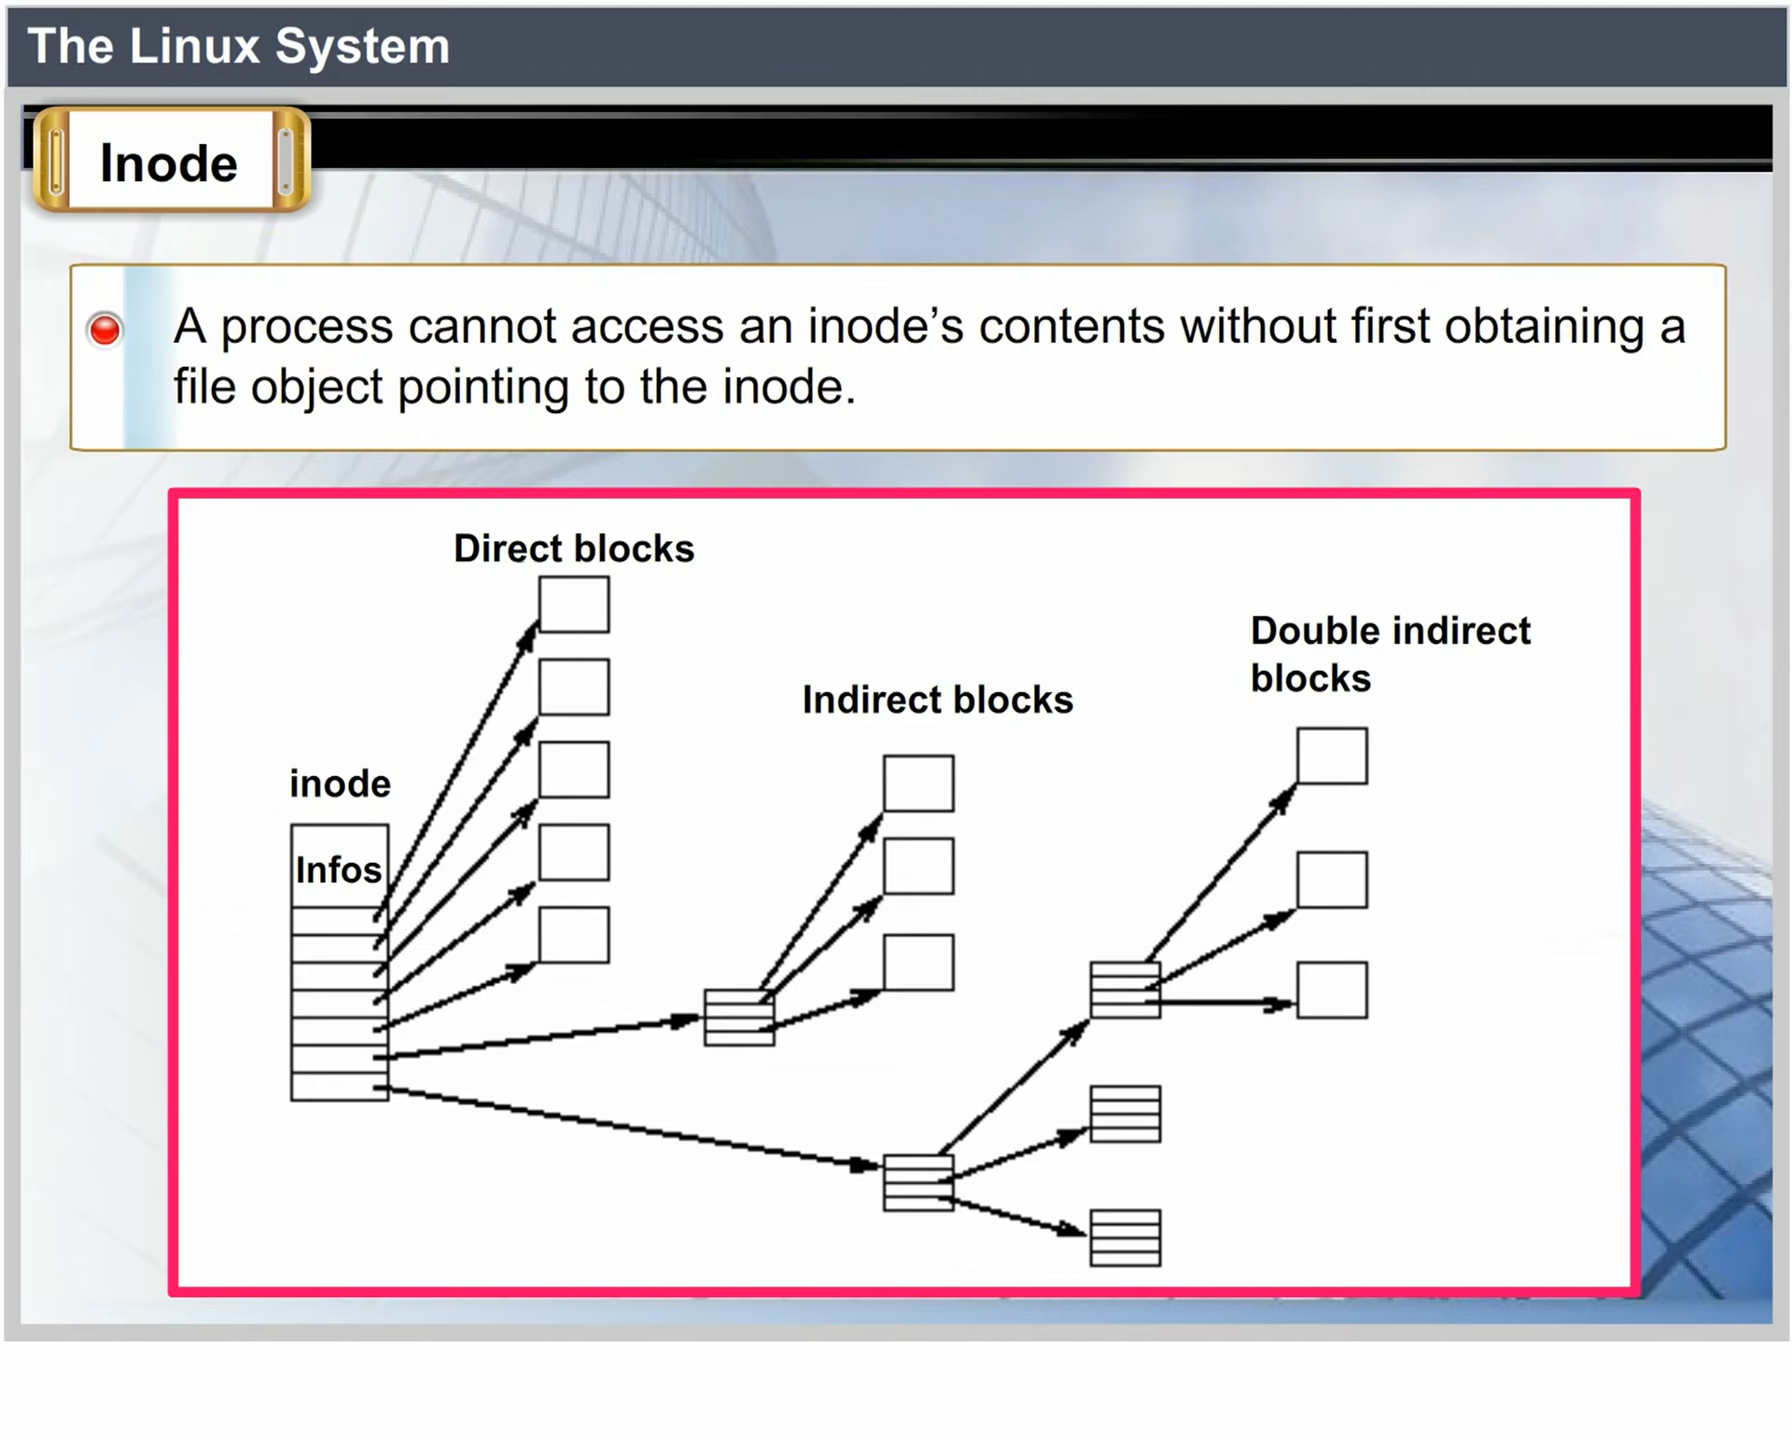 The Linux System
Inode
A process cannot access an inode’s contents without first obtaining a
file object pointing to the inode.
Direct blocks
Double indirect
blocks
Indirect blocks
inode
Infos